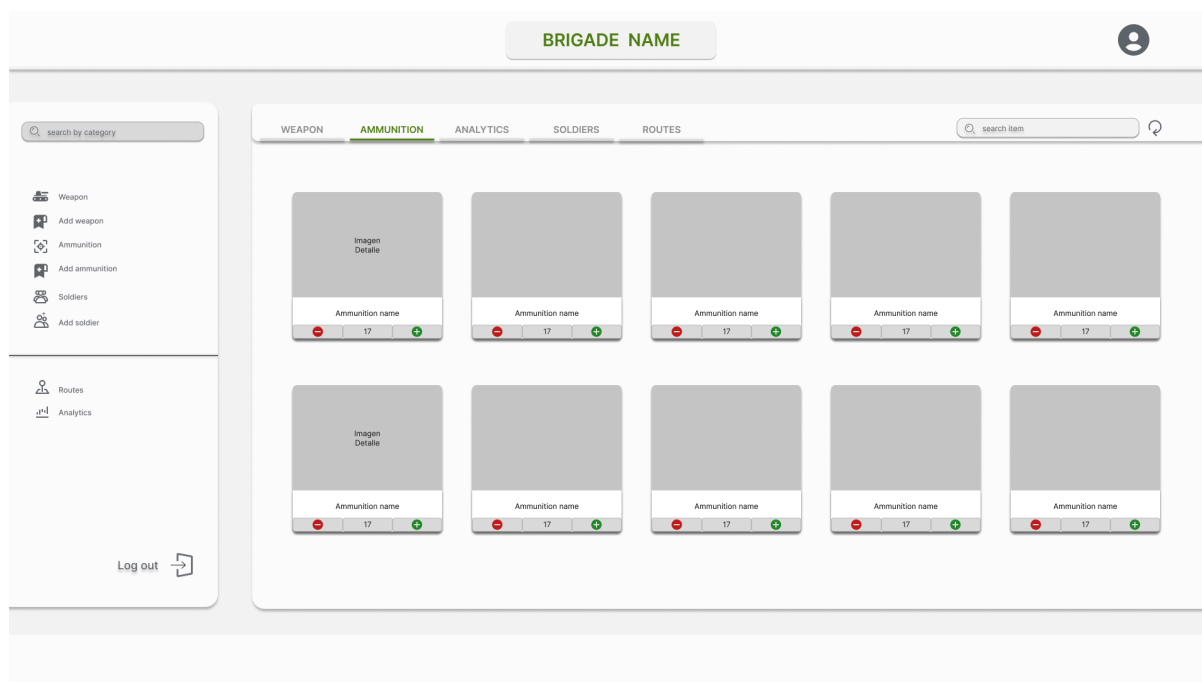 BRIGADE NAME
search by category
WEAPON AMMUNITION ANALYTICS SOLDIERS ROUTES
search item
Weapon
Add weapon
Ammunition
Add ammunition
Soldiers
Add soldier
Routes
Analytics
Log out
Imagen
Detalle
Ammunition name Ammunition name Ammunition name Ammunition name Ammunition name
17 17 17 17 17
Imagen
Detalle
Ammunition name Ammunition name Ammunition name Ammunition name Ammunition name
17 17 17 17 17